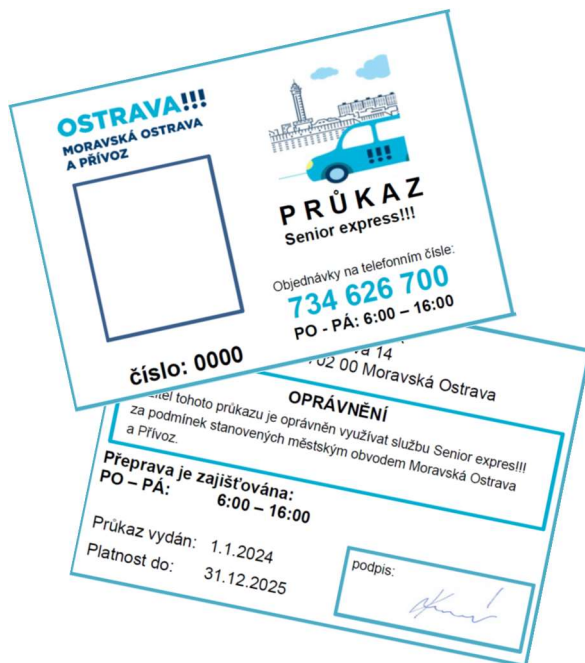 OSTRAVA!!!
MORAVSKÁ OSTRAVA
A PŘÍVOZ
!!!
PRŮKAZ
Senior express!!!
Objednávky na telefonním čísle:
734 626 700
PO - PÁ: 6:00 – 16:00
číslo: 0000
14
02 00 Moravská Ostrava
OPRÁVNĚNÍ
tohoto průkazu je oprávněn využívat službu Senior expres!!!
za podmínek stanovených městským obvodem Moravská Ostrava
a Přívoz.
Přeprava je zajišťována:
PO – PÁ: 6:00 – 16:00
Průkaz vydán: 1.1.2024
Platnost do: 31.12.2025
podpis: